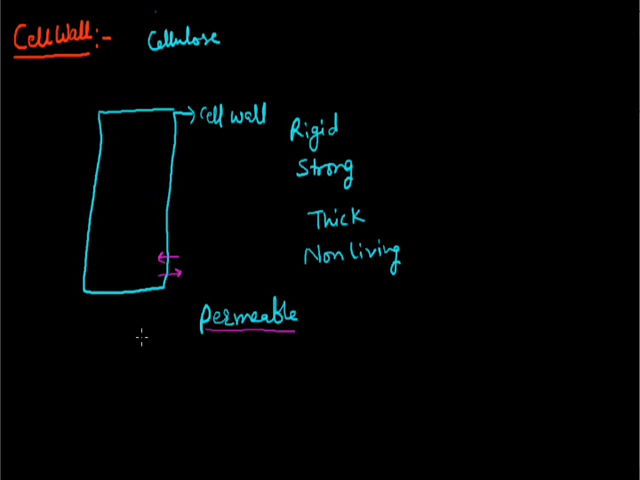 Cell Wall :- Cellulose
Cell wall
Rigid
Strong
Thick
Non living
Permeable